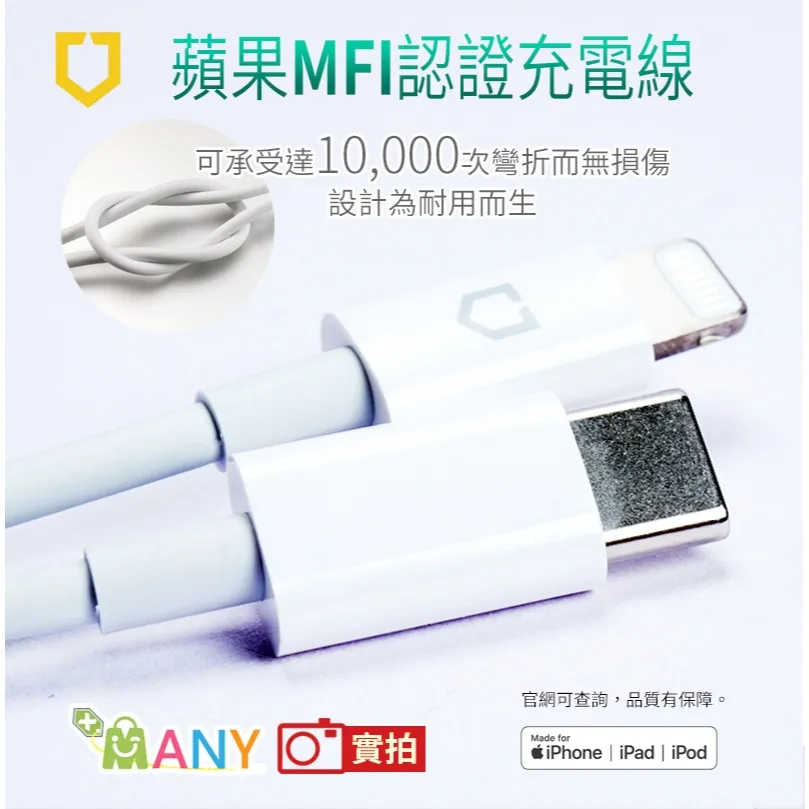 蘋果MFI認證充電線
可承受達10,000次彎折而無損傷
設計為耐用而生
官網可查詢，品質有保障。
MANY 實拍
Made for
iPhone | iPad | iPod